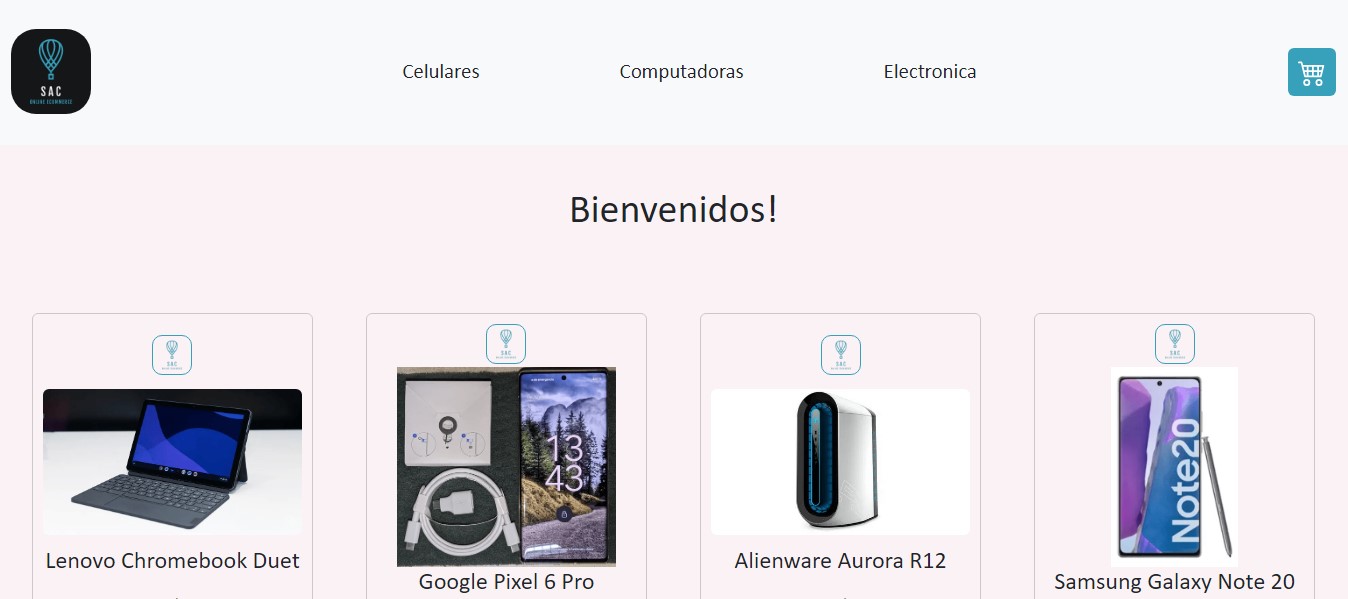 SAC
ONLINE ECOMMERCE
Celulares
Computadoras
Electronica
Bienvenidos!
SAC
SAC
SAC
SAC
13
43
Note20
Lenovo Chromebook Duet
Google Pixel 6 Pro
Alienware Aurora R12
Samsung Galaxy Note 20